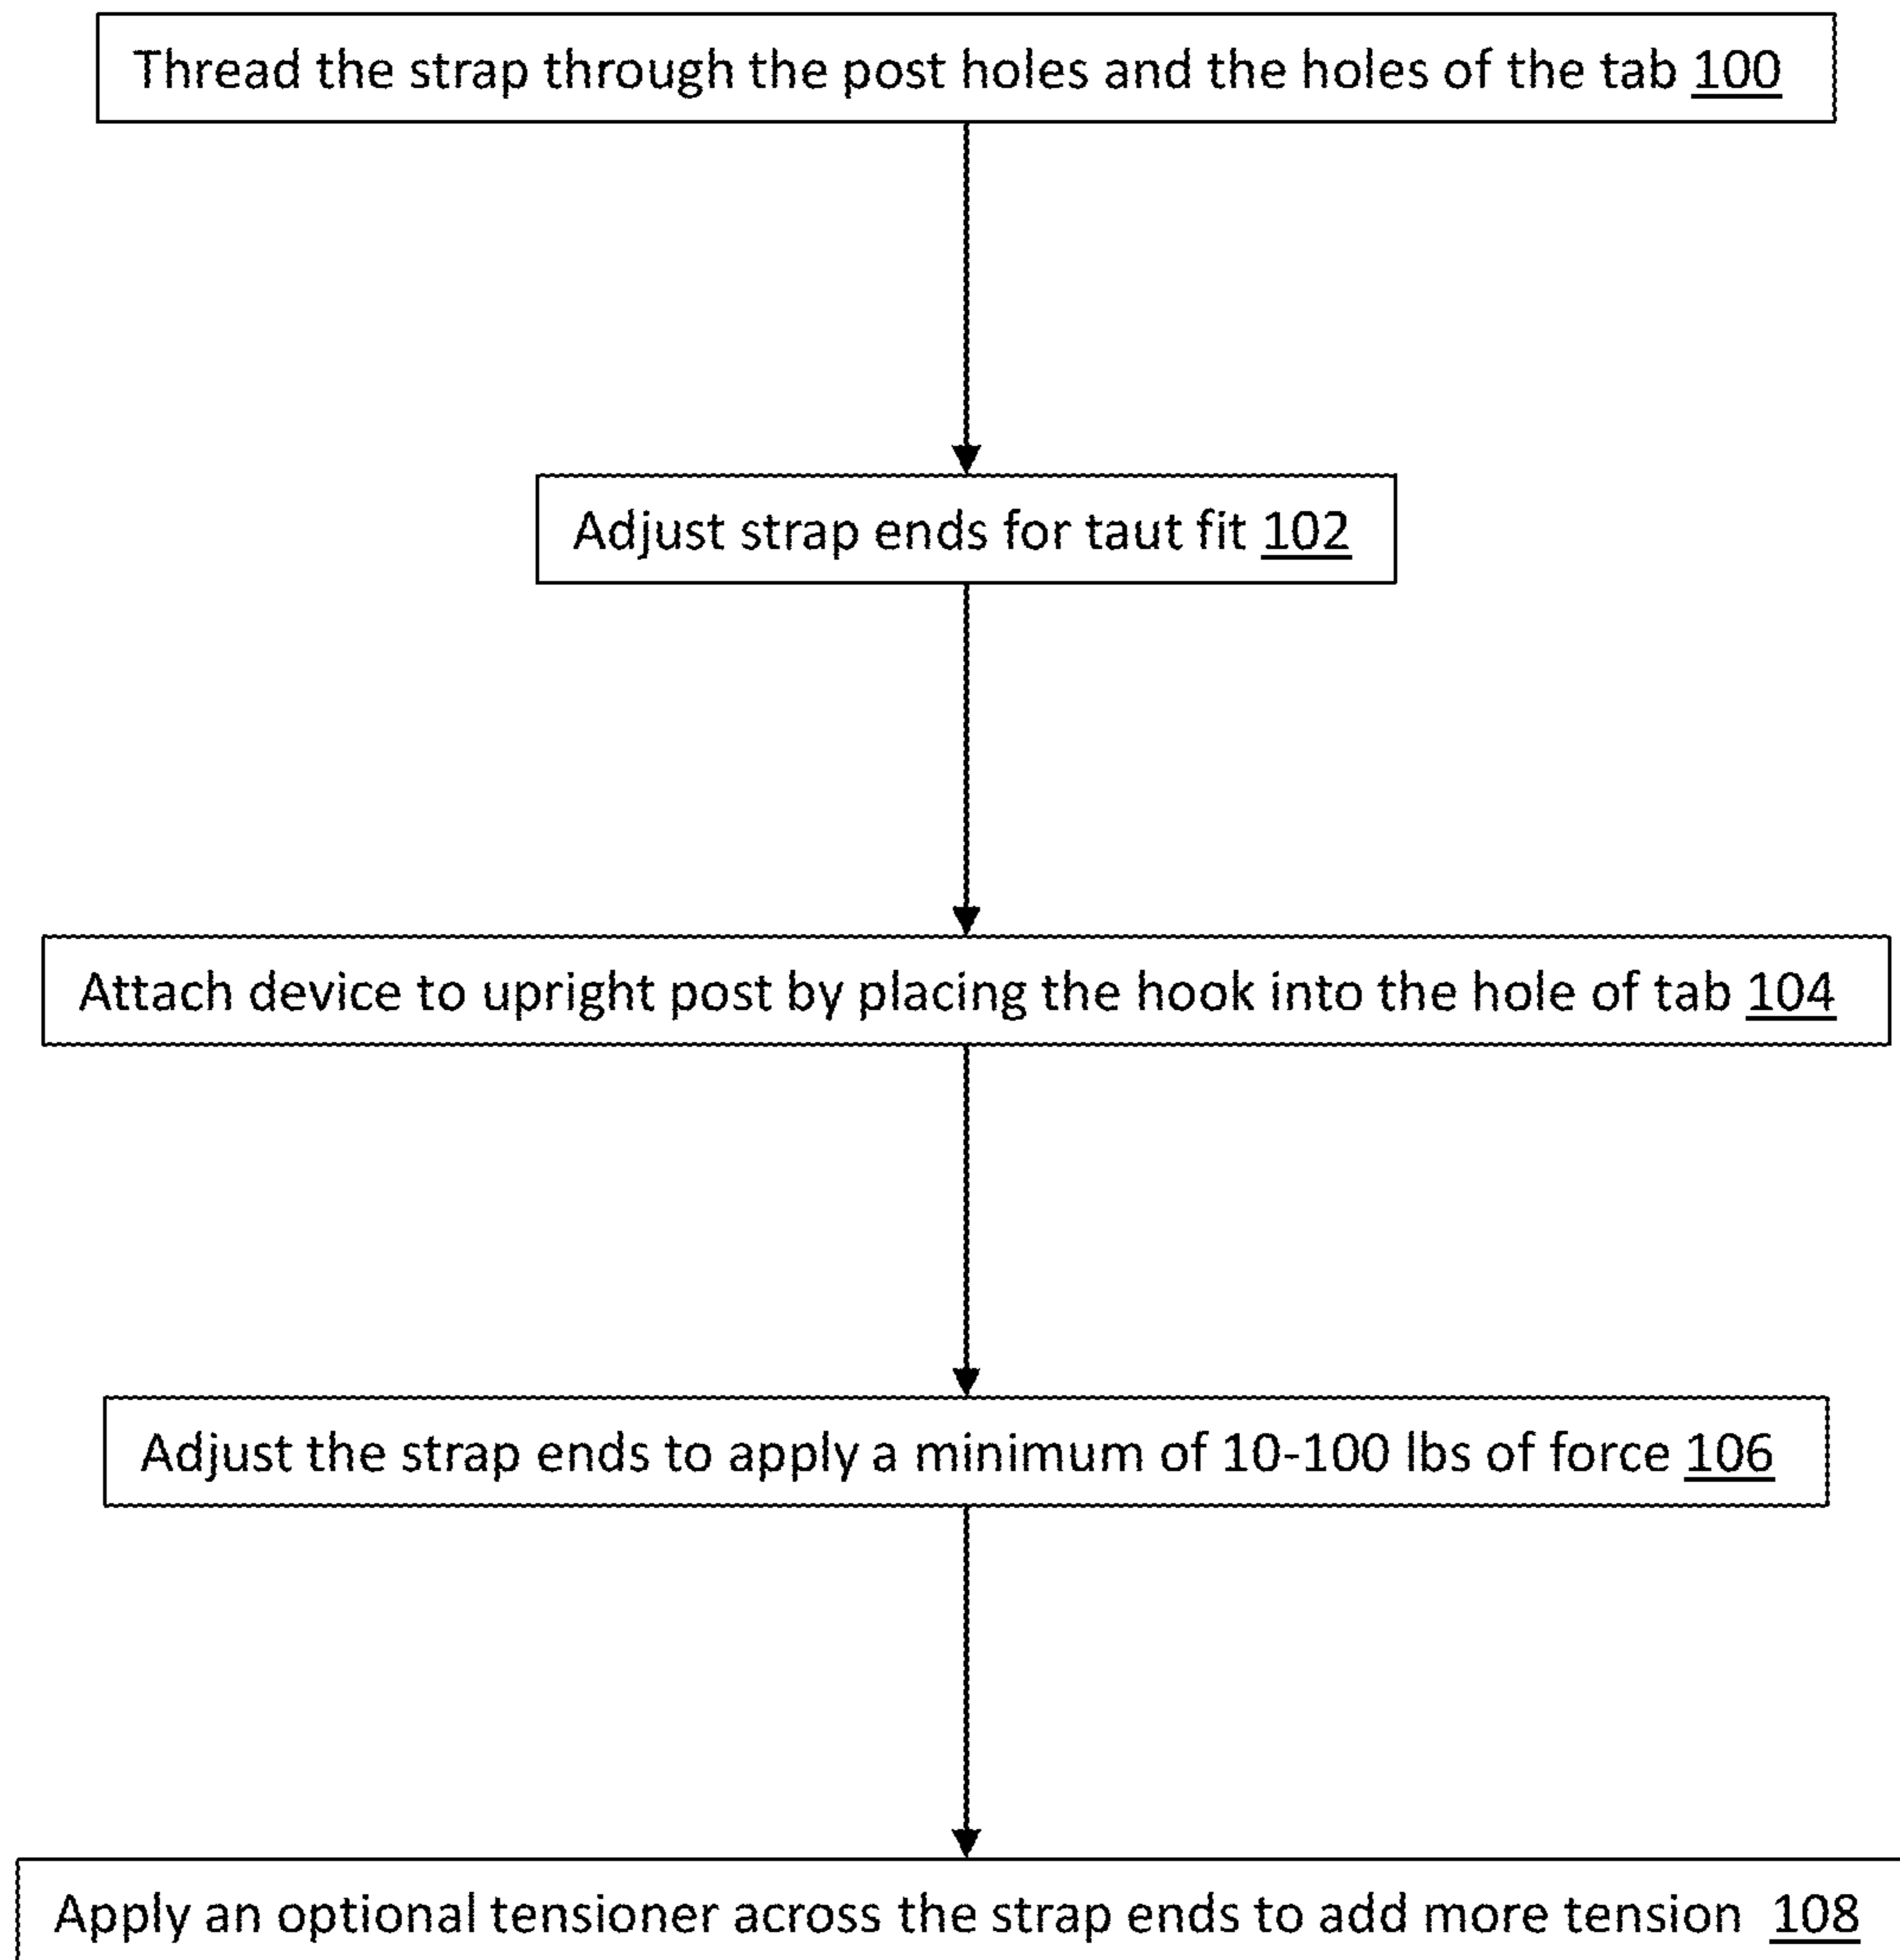 Thread the strap through the post holes and the holes of the tab 100
Adjust strap ends for taut fit 102
Attach device to upright post by placing the hook into the hole of tab 104
Adjust the strap ends to apply a minimum of 10-100 lbs of force 106
Apply an optional tensioner across the strap ends to add more tension 108